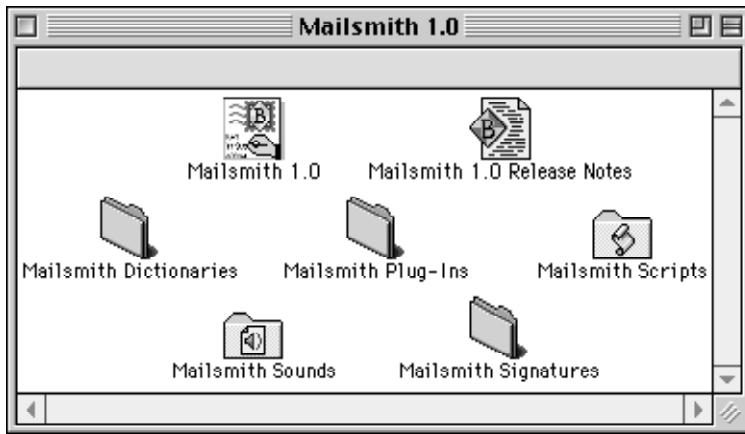 Mailsmith 1.0
Mailsmith 1.0
Mailsmith 1.0 Release Notes
Mailsmith Dictionaries
Mailsmith Plug-Ins
Mailsmith Scripts
Mailsmith Sounds
Mailsmith Signatures